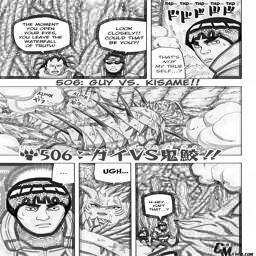 THE MOMENT
YOU OPEN
YOUR EYES,
YOU LEAVE THE
WATERFALL
OF TRUTH!
LOOK
CLOSELY!!
COULD THAT
BE YOU?!
THAT'S
NOT
MY TRUE
SELF...?
506: GUY VS. KISAME!!
506:ガイVS鬼鮫!!
...
UGH...
H-HEY...
ISN'T
THAT...?